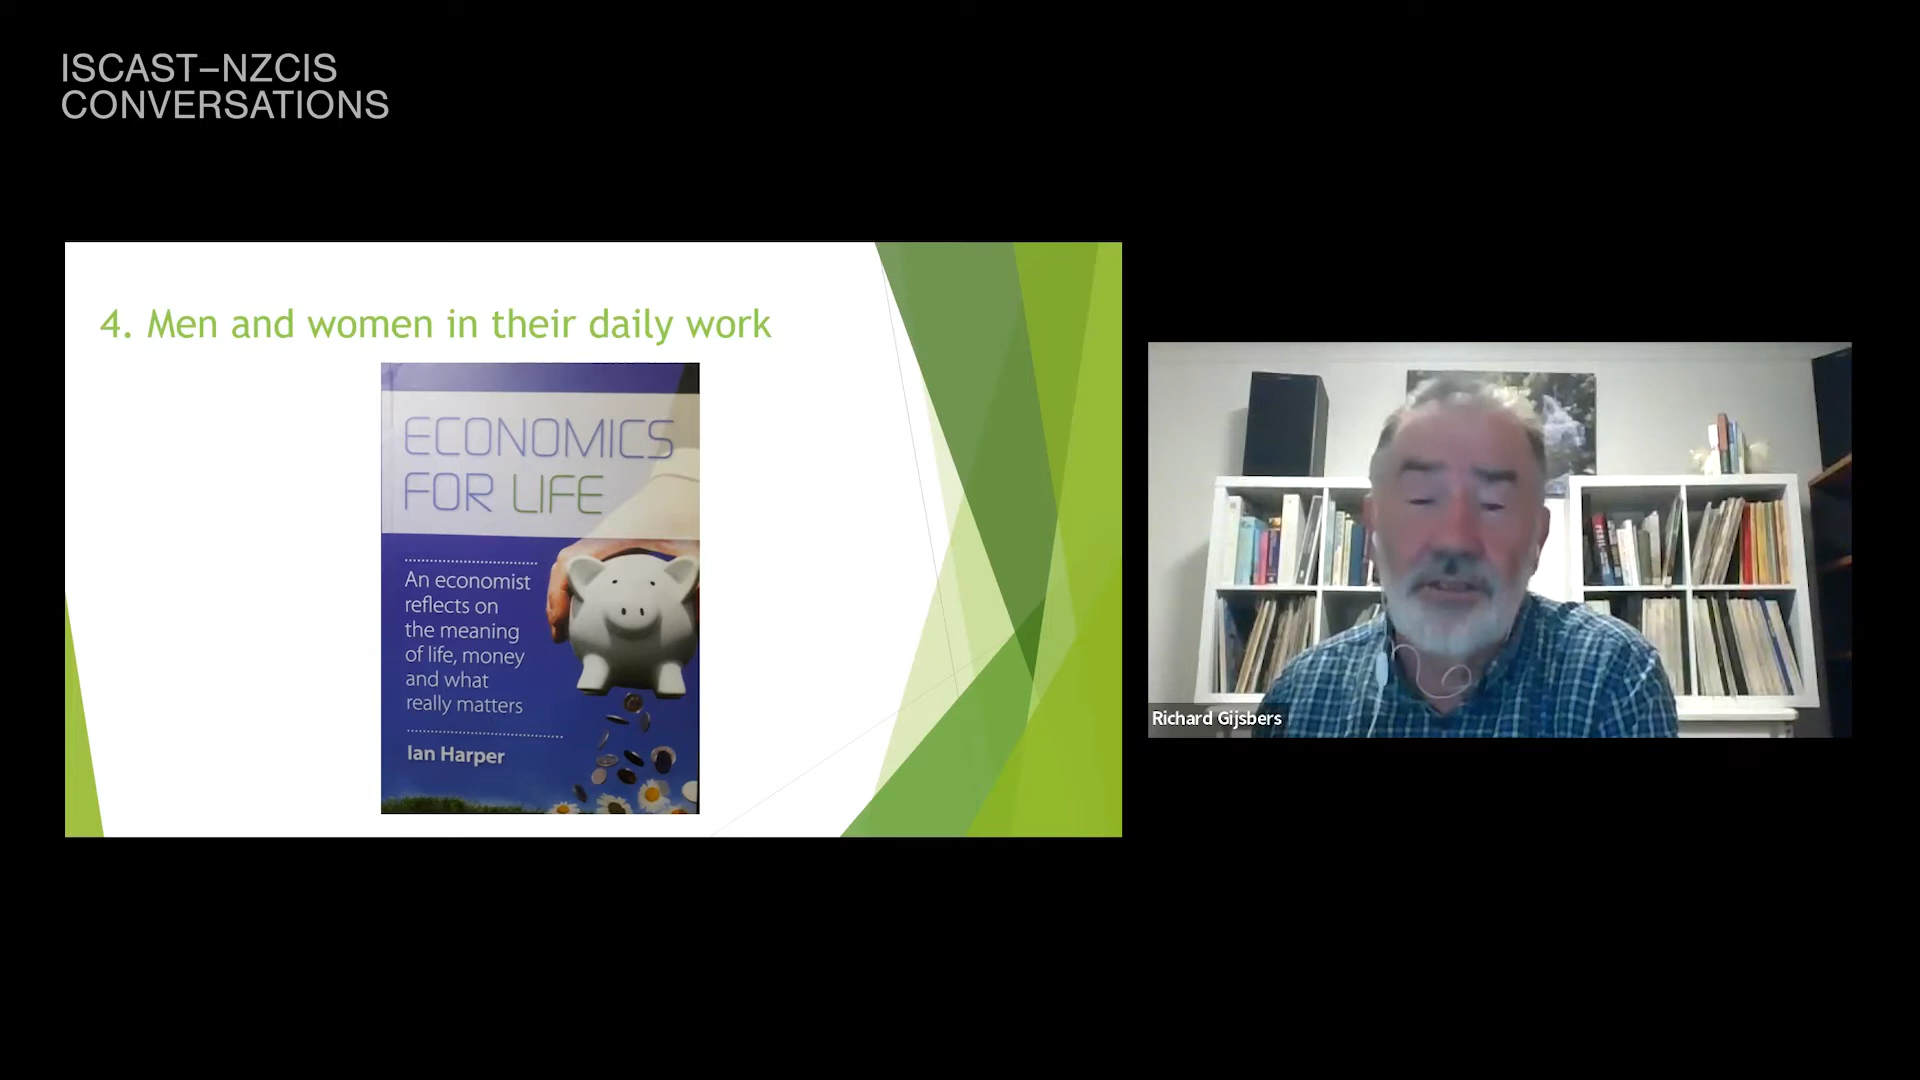 ISCAST–NZCIS
CONVERSATIONS
4. Men and women in their daily work
ECONOMICS
FOR LIFE
An economist
reflects on
the meaning
of life, money
and what
really matters
Ian Harper
Richard Gijsbers